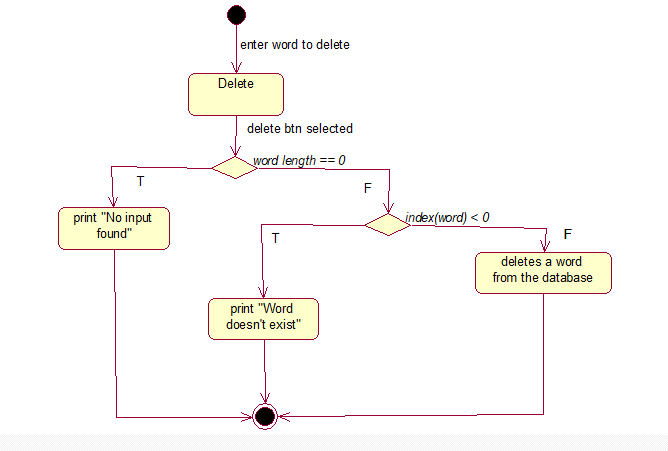 enter word to delete
Delete
delete btn selected
word length == 0
T
F
print "No input
found"
index(word) < 0
T
F
deletes a word
from the database
print "Word
doesn't exist"